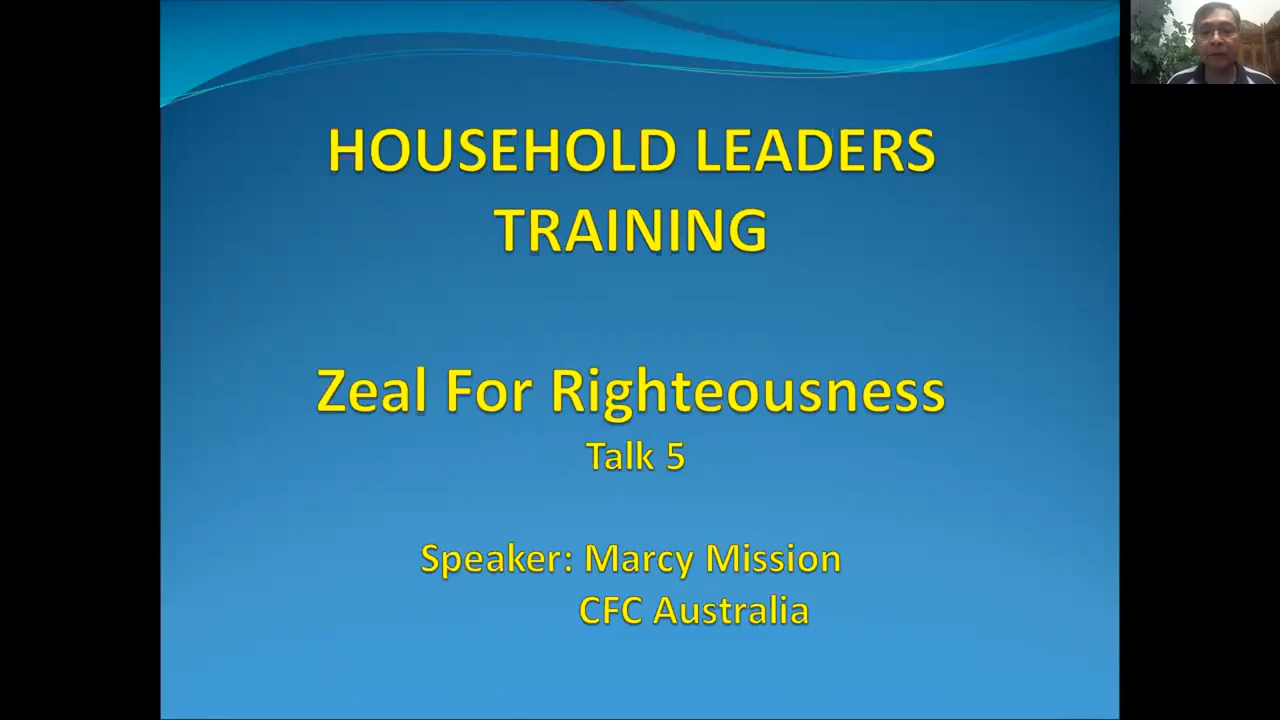 HOUSEHOLD LEADERS
TRAINING
Zeal For Righteousness
Talk 5
Speaker: Marcy Mission
CFC Australia